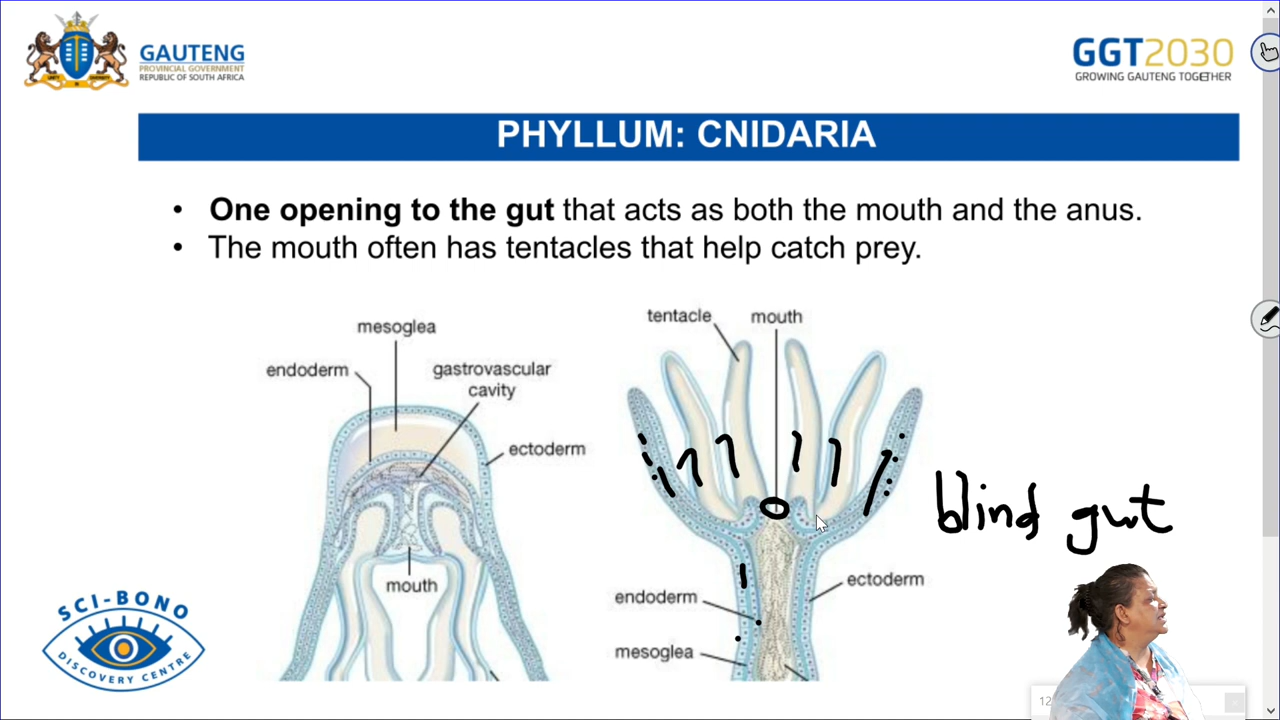 GAUTENG
PROVINCIAL GOVERNMENT
REPUBLIC OF SOUTH AFRICA
GGT2030
GROWING GAUTENG TOGETHER
PHYLLUM: CNIDARIA
• One opening to the gut that acts as both the mouth and the anus.
• The mouth often has tentacles that help catch prey.
mesoglea
endoderm
gastrovascular
cavity
ectoderm
mouth
tentacle
mouth
blind gut
endoderm
ectoderm
mesoglea
SCI-BONO
DISCOVERY CENTRE
12